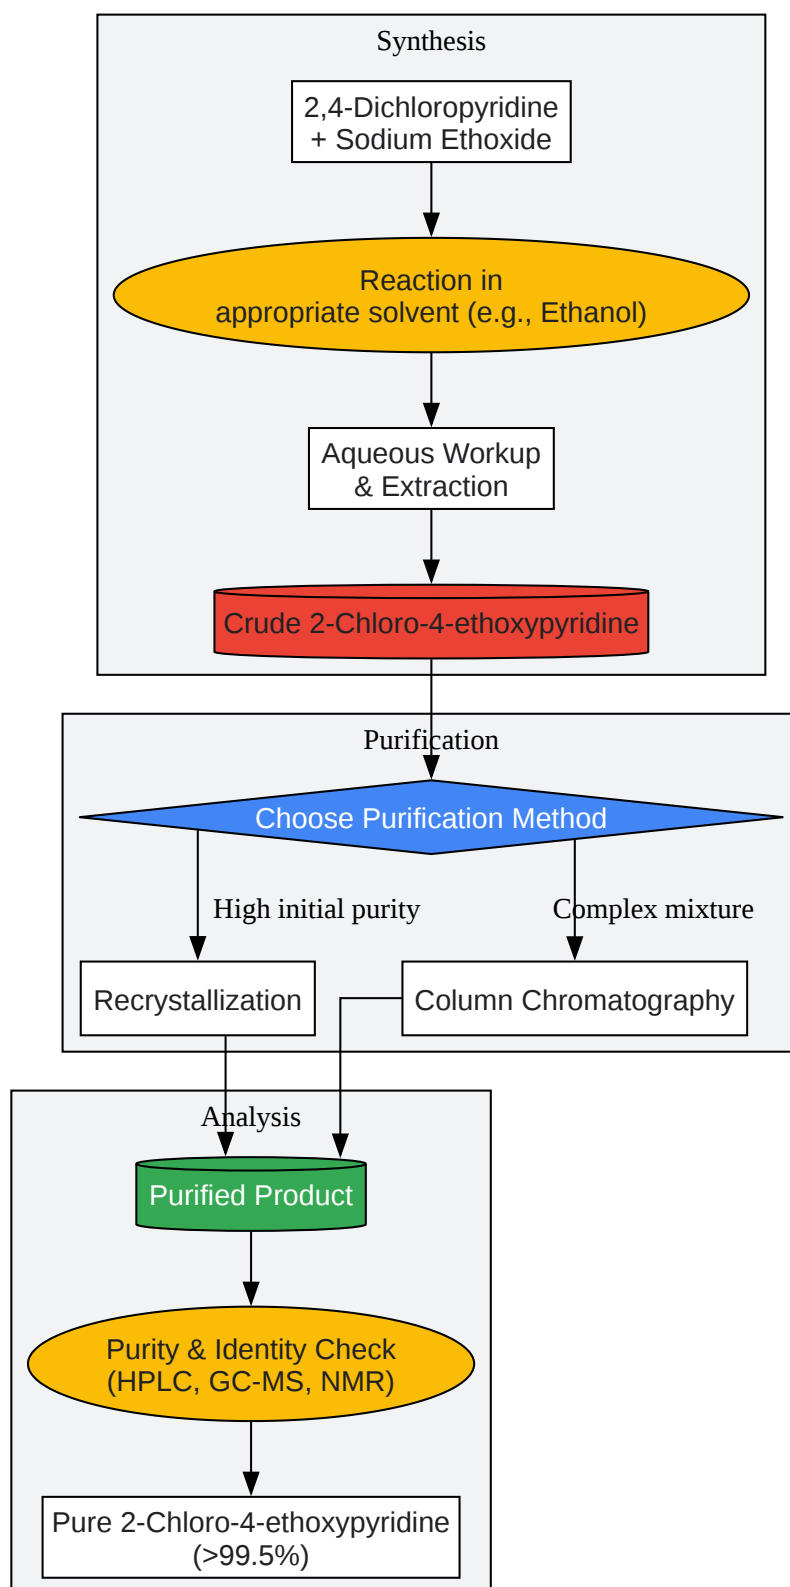 Synthesis
2,4-Dichloropyridine
+ Sodium Ethoxide
Reaction in
appropriate solvent (e.g., Ethanol)
Aqueous Workup
& Extraction
Crude 2-Chloro-4-ethoxypyridine
Purification
Choose Purification Method
High initial purity
Complex mixture
Recrystallization
Column Chromatography
Analysis
Purified Product
Purity & Identity Check
(HPLC, GC-MS, NMR)
Pure 2-Chloro-4-ethoxypyridine
(>99.5%)